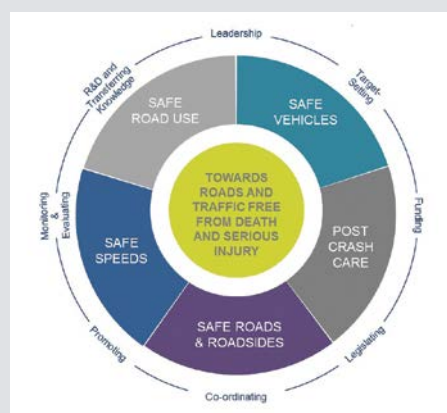 Leadership
Target-
Setting
Funding
Legislating
Co-ordinating
Promoting
Monitoring
&
Evaluating
R&D and
Transferring
Knowledge
SAFE
ROAD USE
SAFE
VEHICLES
POST
CRASH
CARE
SAFE ROADS
& ROADSIDES
SAFE
SPEEDS
TOWARDS
ROADS AND
TRAFFIC FREE
FROM DEATH
AND SERIOUS
INJURY